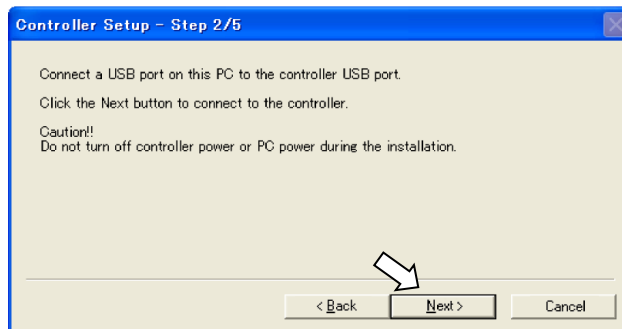 Controller Setup - Step 2/5
Connect a USB port on this PC to the controller USB port.
Click the Next button to connect to the controller.
Caution!!
Do not turn off controller power or PC power during the installation.
< Back Next > Cancel